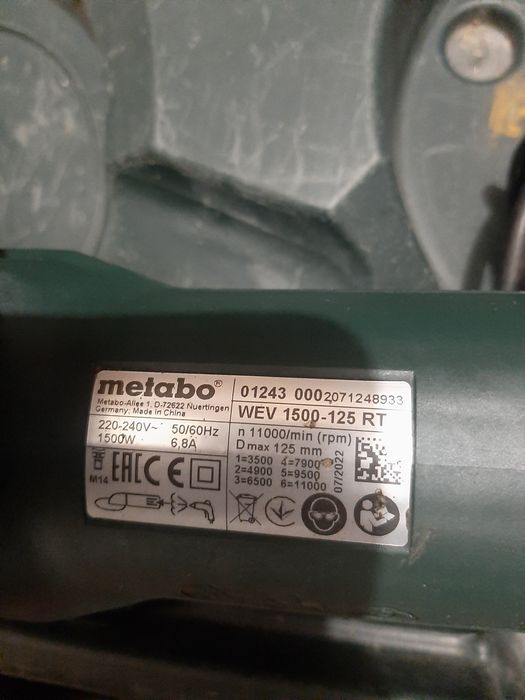 metabo®
Metabo-Allee 1, D-72622 Nuertingen
Germany, Made in China
01243 0002071248933
WEV 1500-125 RT
220-240V~ 50/60Hz
1500W 6,8A
n 11000/min (rpm)
D max 125 mm
1=3500 4=7900
2=4900 5=9500
3=6500 6=11000
07/2022
M14
EAC CE